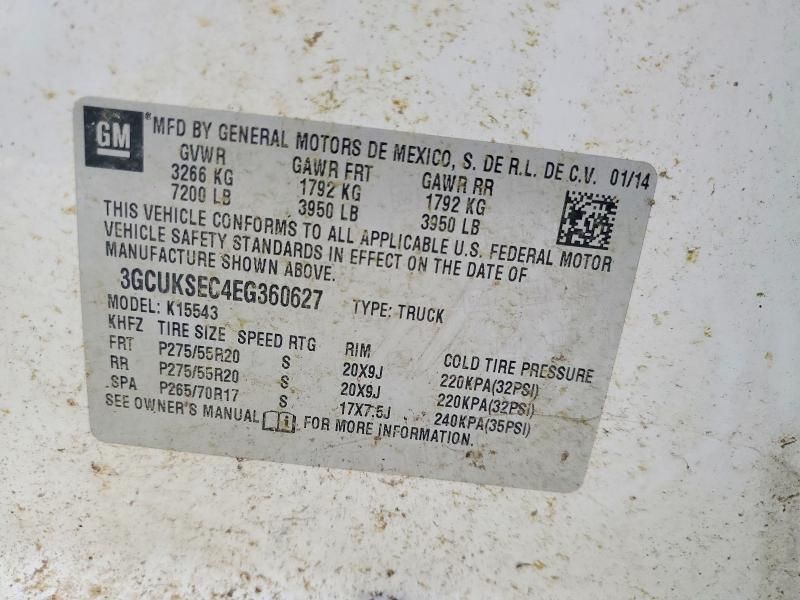 GM
*MFD BY GENERAL MOTORS DE MEXICO, S. DE R.L. DE C.V. 01/14
GVWR GAWR FRT GAWR RR
3266 KG 1792 KG 1792 KG
7200 LB 3950 LB 3950 LB
THIS VEHICLE CONFORMS TO ALL APPLICABLE U.S. FEDERAL MOTOR
VEHICLE SAFETY STANDARDS IN EFFECT ON THE DATE OF
MANUFACTURE SHOWN ABOVE.
3GCUKSEC4EG360627 TYPE: TRUCK
MODEL: K15543
KHFZ TIRE SIZE SPEED RTG RIM COLD TIRE PRESSURE
FRT P275/55R20 S 20X9J 220KPA(32PSI)
RR P275/55R20 S 20X9J 220KPA(32PSI)
SPA P265/70R17 S 17X7.5J 240KPA(35PSI)
SEE OWNER'S MANUAL FOR MORE INFORMATION.